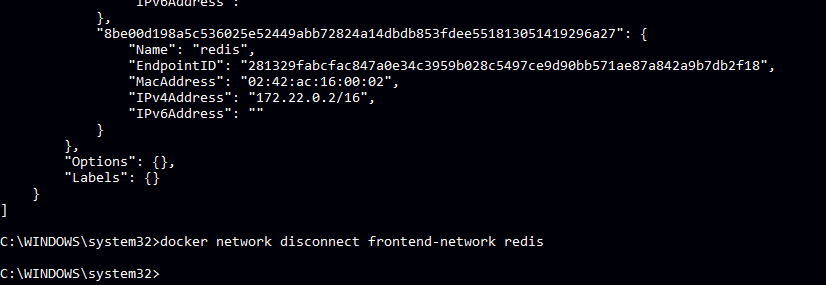 "IPv6Address": ""
},
"8be00d198a5c536025e52449abb72824a14dbdb853fdee551813051419296a27": {
"Name": "redis",
"EndpointID": "281329fabcfac847a0e34c3959b028c5497ce9d90bb571ae87a842a9b7db2f18",
"MacAddress": "02:42:ac:16:00:02",
"IPv4Address": "172.22.0.2/16",
"IPv6Address": ""
}
},
"Options": {},
"Labels": {}
}
]
C:\WINDOWS\system32>docker network disconnect frontend-network redis
C:\WINDOWS\system32>